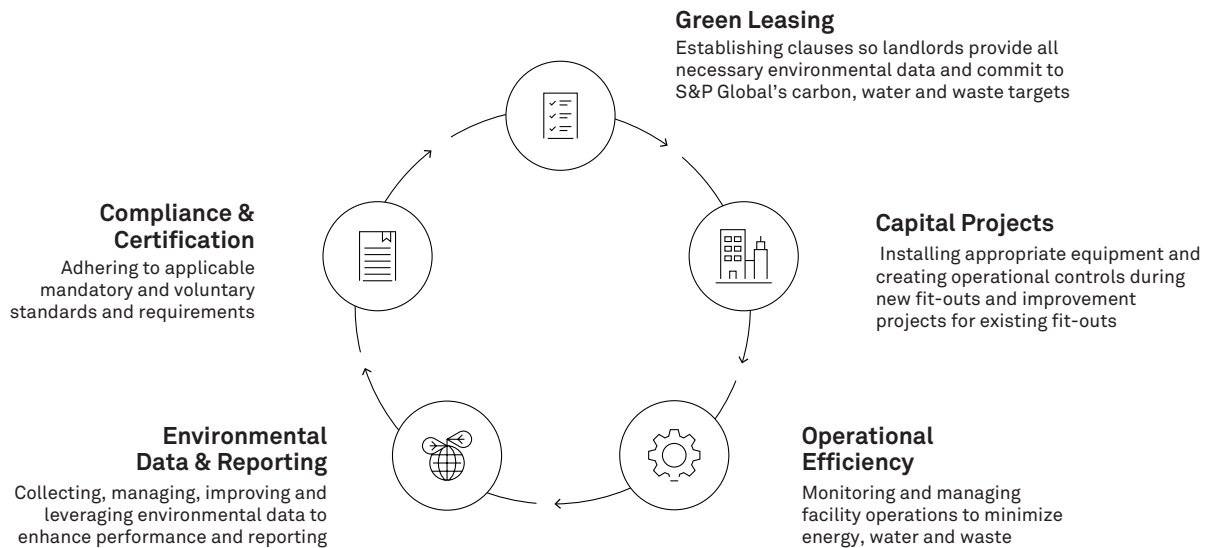 Green Leasing
Establishing clauses so landlords provide all
necessary environmental data and commit to
S&P Global’s carbon, water and waste targets
Capital Projects
Installing appropriate equipment and
creating operational controls during
new fit-outs and improvement
projects for existing fit-outs
Operational
Efficiency
Monitoring and managing
facility operations to minimize
energy, water and waste
Environmental
Data & Reporting
Collecting, managing, improving and
leveraging environmental data to
enhance performance and reporting
Compliance &
Certification
Adhering to applicable
mandatory and voluntary
standards and requirements